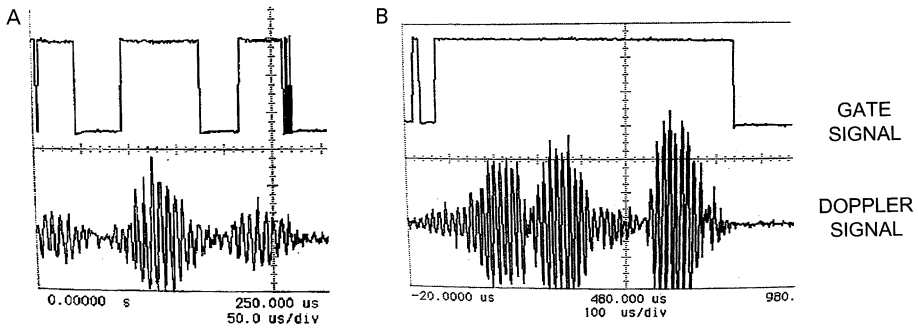 A
B
GATE
SIGNAL
DOPPLER
SIGNAL
0.00000 s
250.000 us
50.0 us/div
-20.0000 us
480.000 us
980.
100 us/div